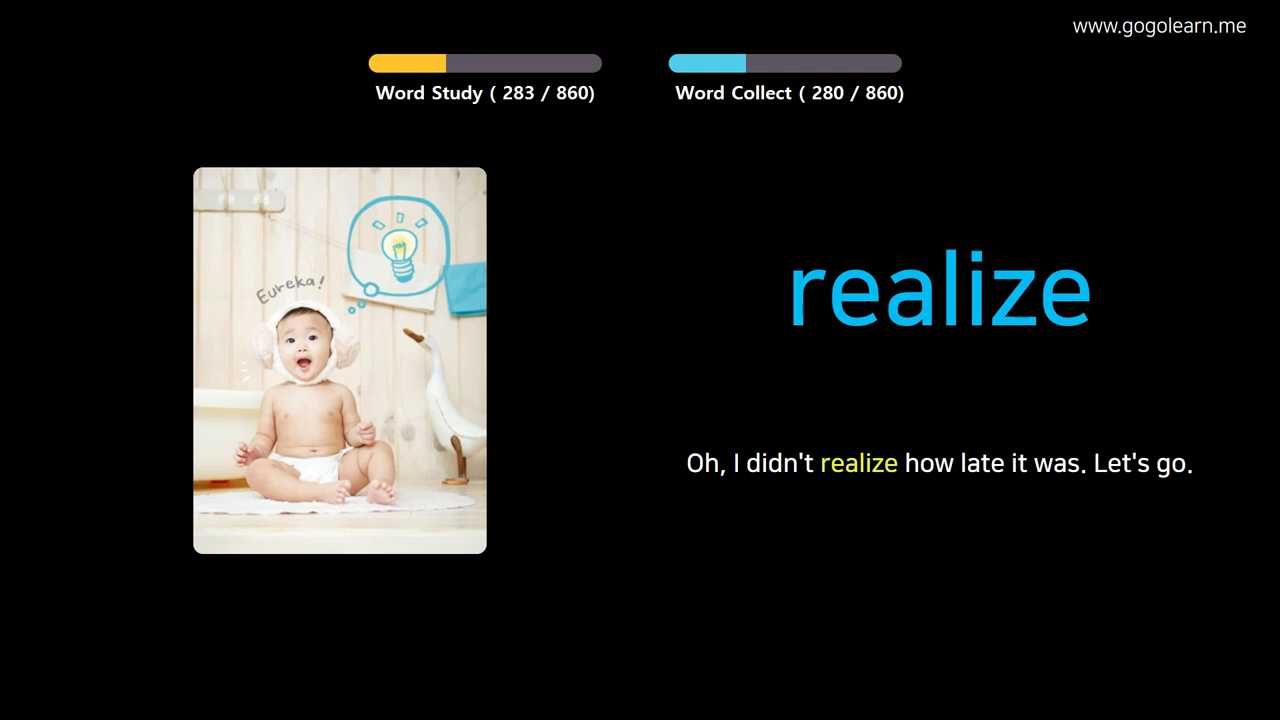 www.gogolearn.me
Word Study ( 283 / 860)
Word Collect ( 280 / 860)
Eureka!
realize
Oh, I didn't realize how late it was. Let's go.